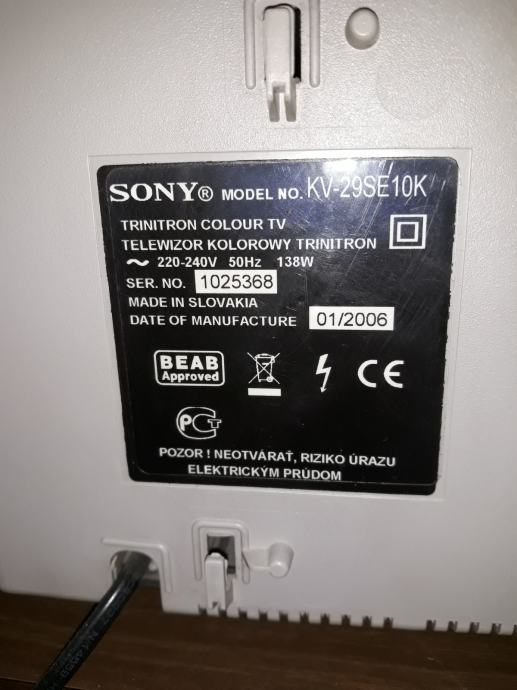 SONY® MODEL NO. KV-29SE10K
TRINITRON COLOUR TV
TELEWIZOR KOLOROWY TRINITRON
~ 220-240V 50Hz 138W
SER. NO. 1025368
MADE IN SLOVAKIA
DATE OF MANUFACTURE 01/2006
BEAB
Approved
CE
PCT
POZOR ! NEOTVÁRAŤ, RIZIKO ÚRAZU
ELEKTRICKÝM PRÚDOM